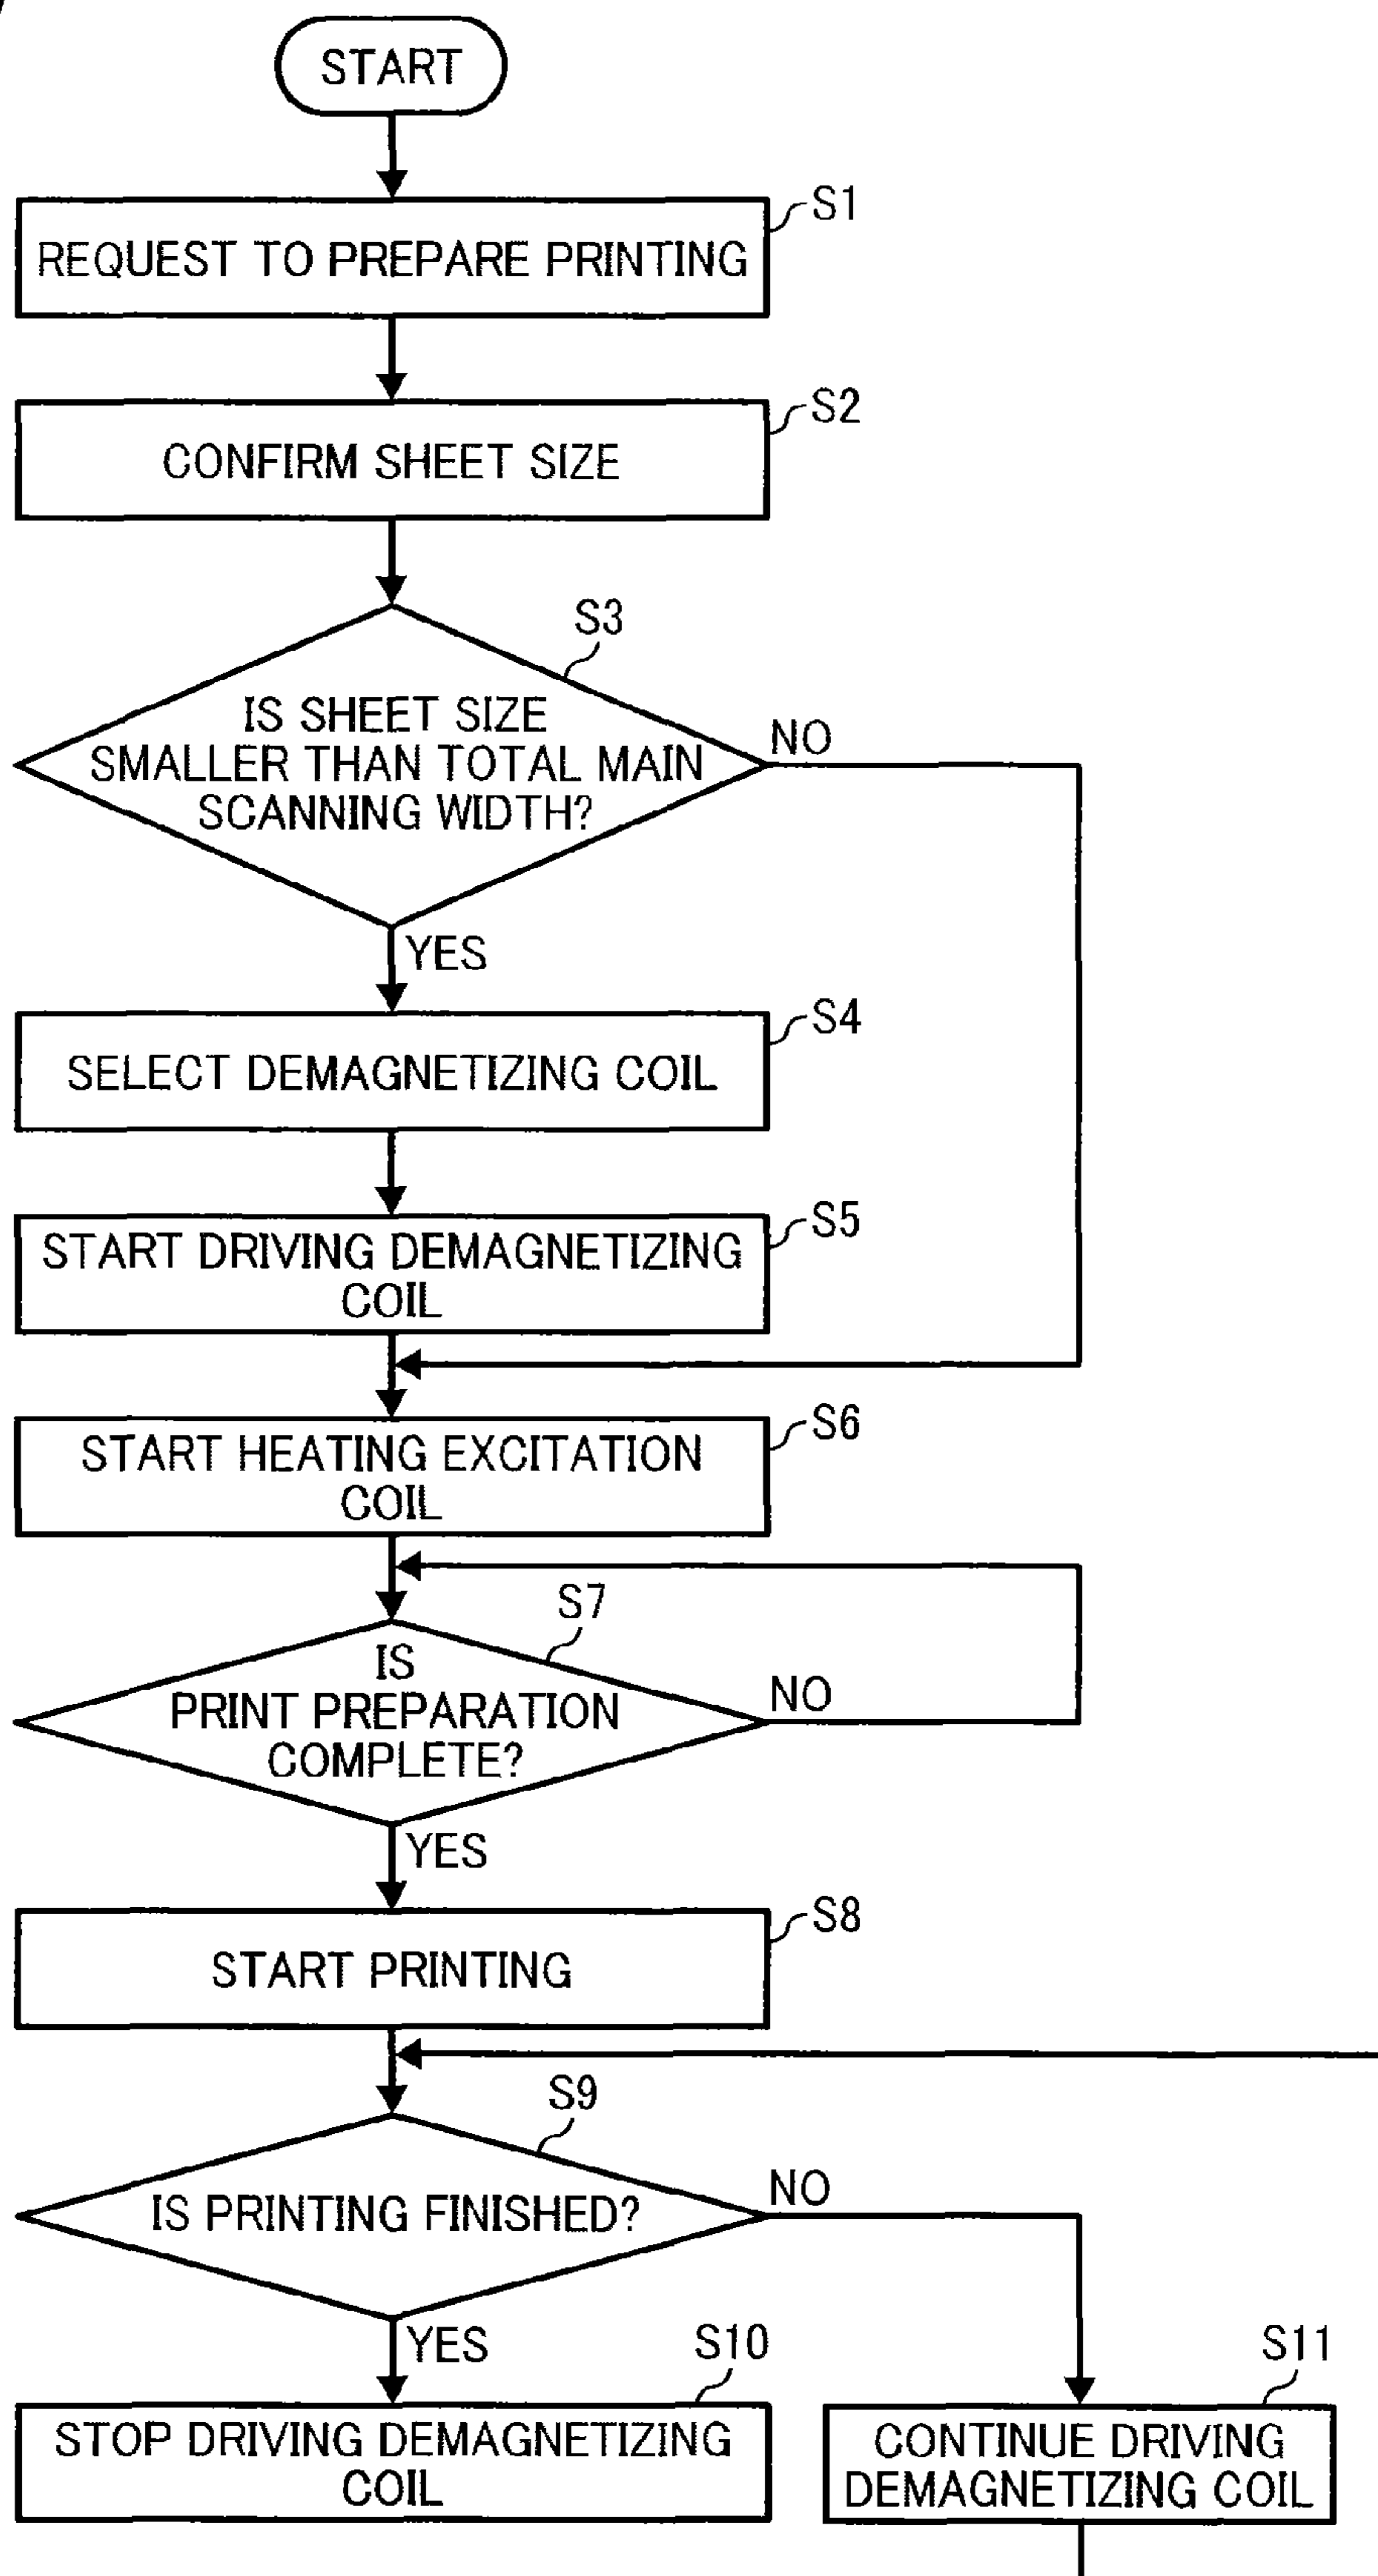 START
S1
REQUEST TO PREPARE PRINTING
S2
CONFIRM SHEET SIZE
S3
IS SHEET SIZE
SMALLER THAN TOTAL MAIN
SCANNING WIDTH?
NO
YES
S4
SELECT DEMAGNETIZING COIL
S5
START DRIVING DEMAGNETIZING
COIL
S6
START HEATING EXCITATION
COIL
S7
IS
PRINT PREPARATION
COMPLETE?
NO
YES
S8
START PRINTING
S9
IS PRINTING FINISHED?
NO
YES
S10
STOP DRIVING DEMAGNETIZING
COIL
S11
CONTINUE DRIVING
DEMAGNETIZING COIL